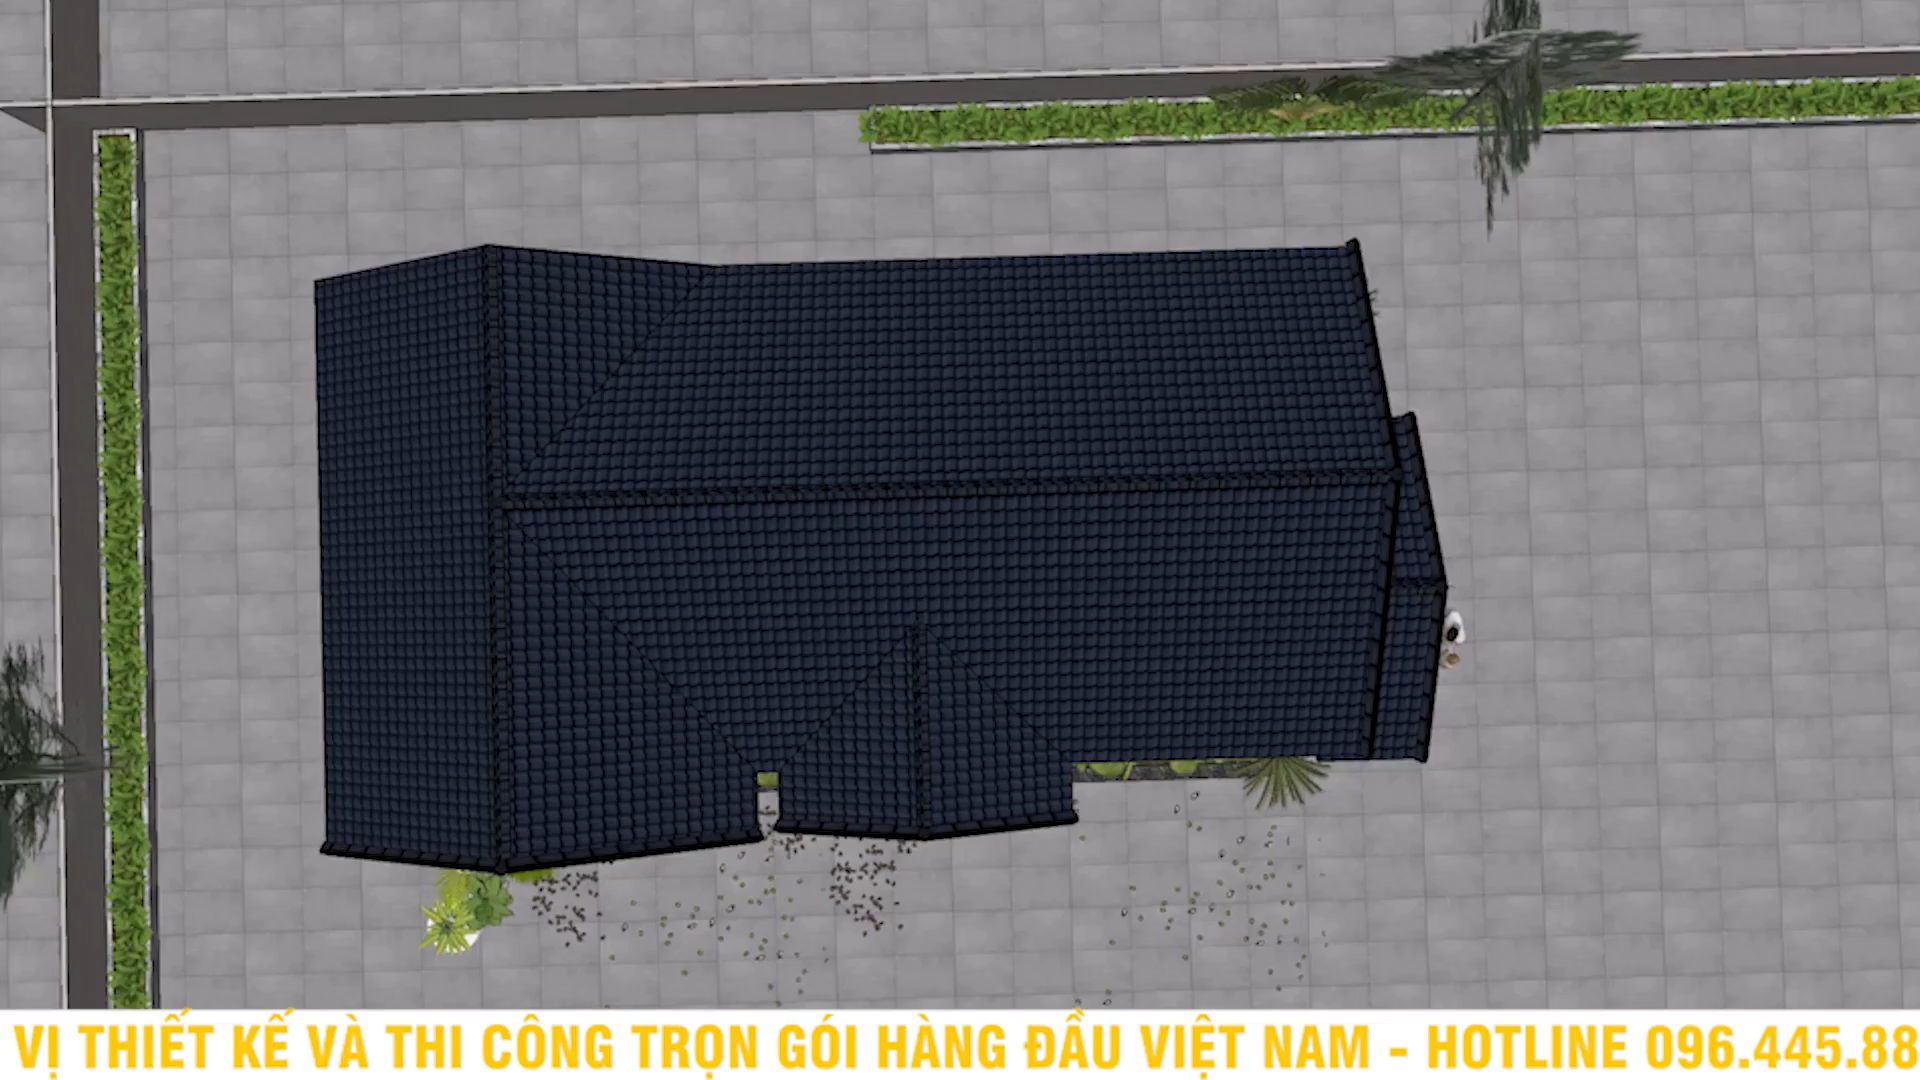 VỊ THIẾT KẾ VÀ THI CÔNG TRỌN GÓI HÀNG ĐẦU VIỆT NAM - HOTLINE 096.445.88